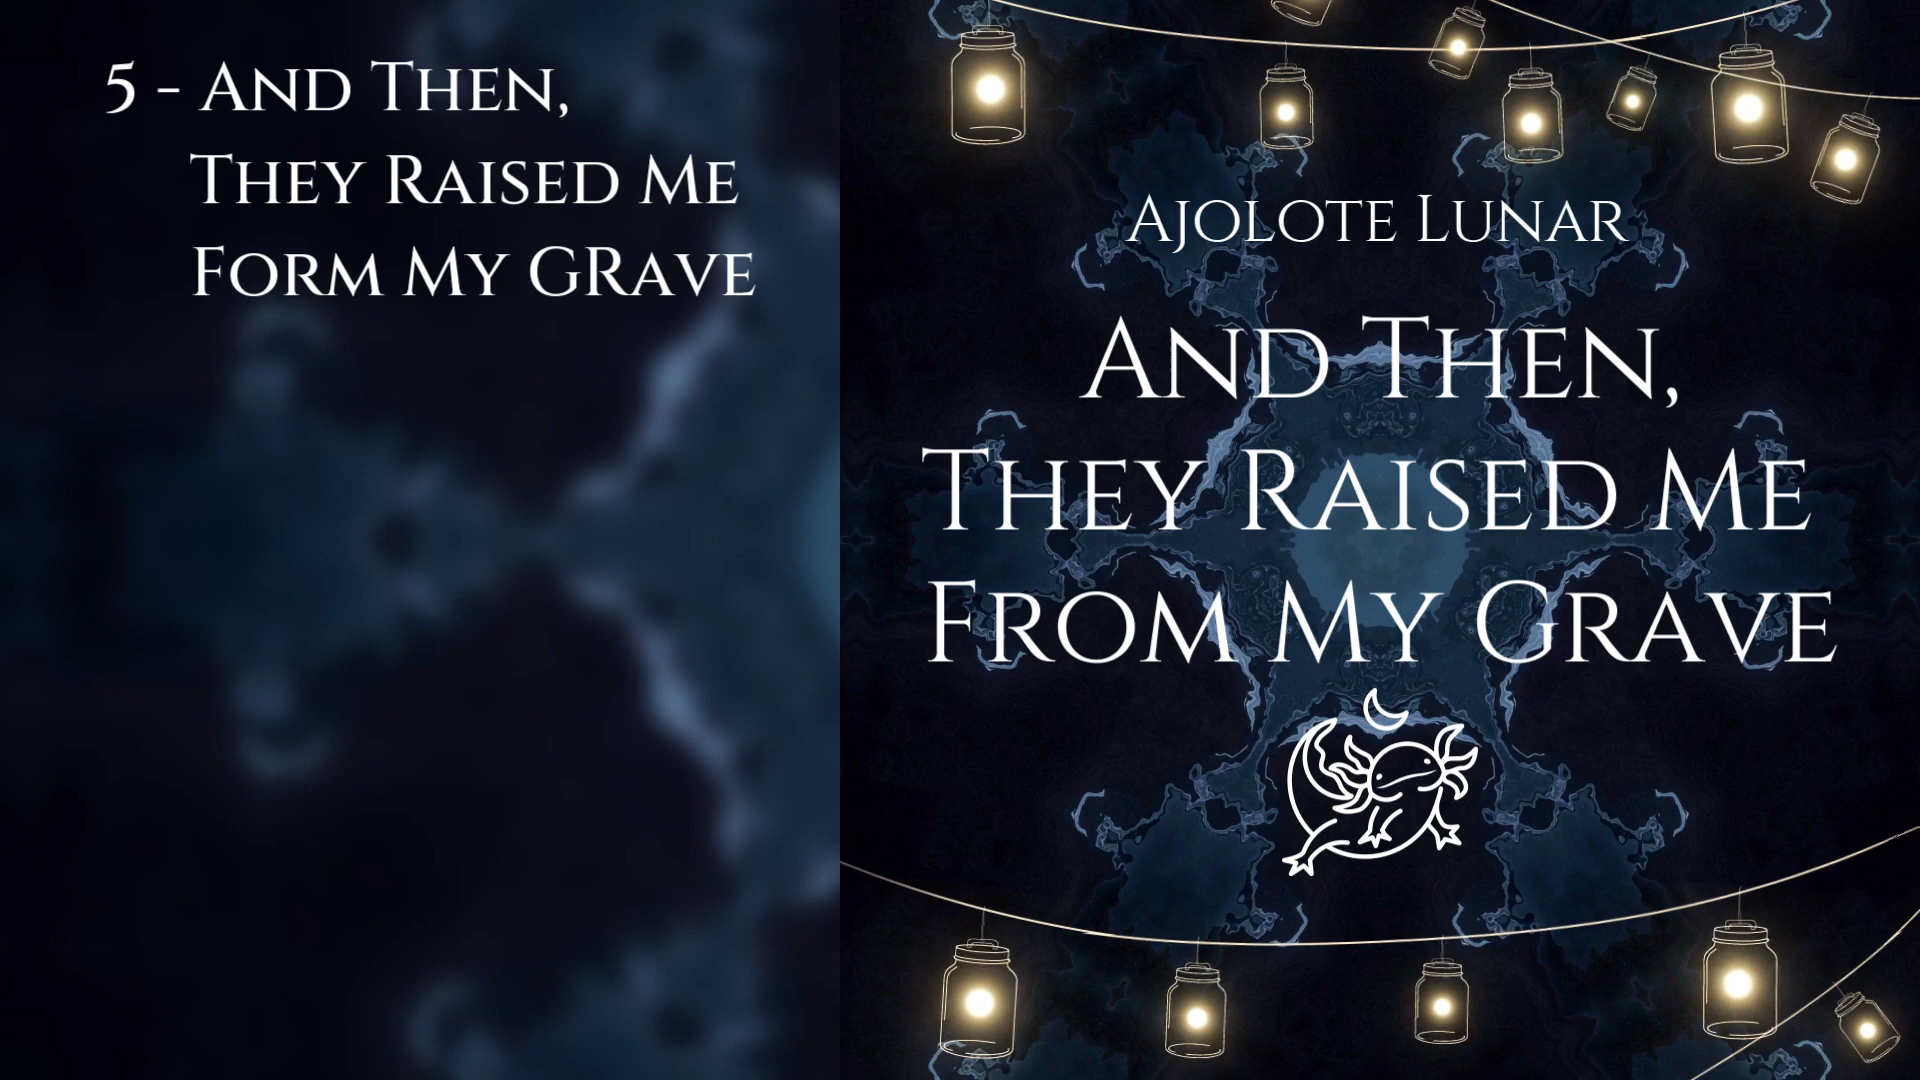 5 - And Then,
They Raised Me
Form My GRave
Ajolote Lunar
And Then,
They Raised Me
From My Grave